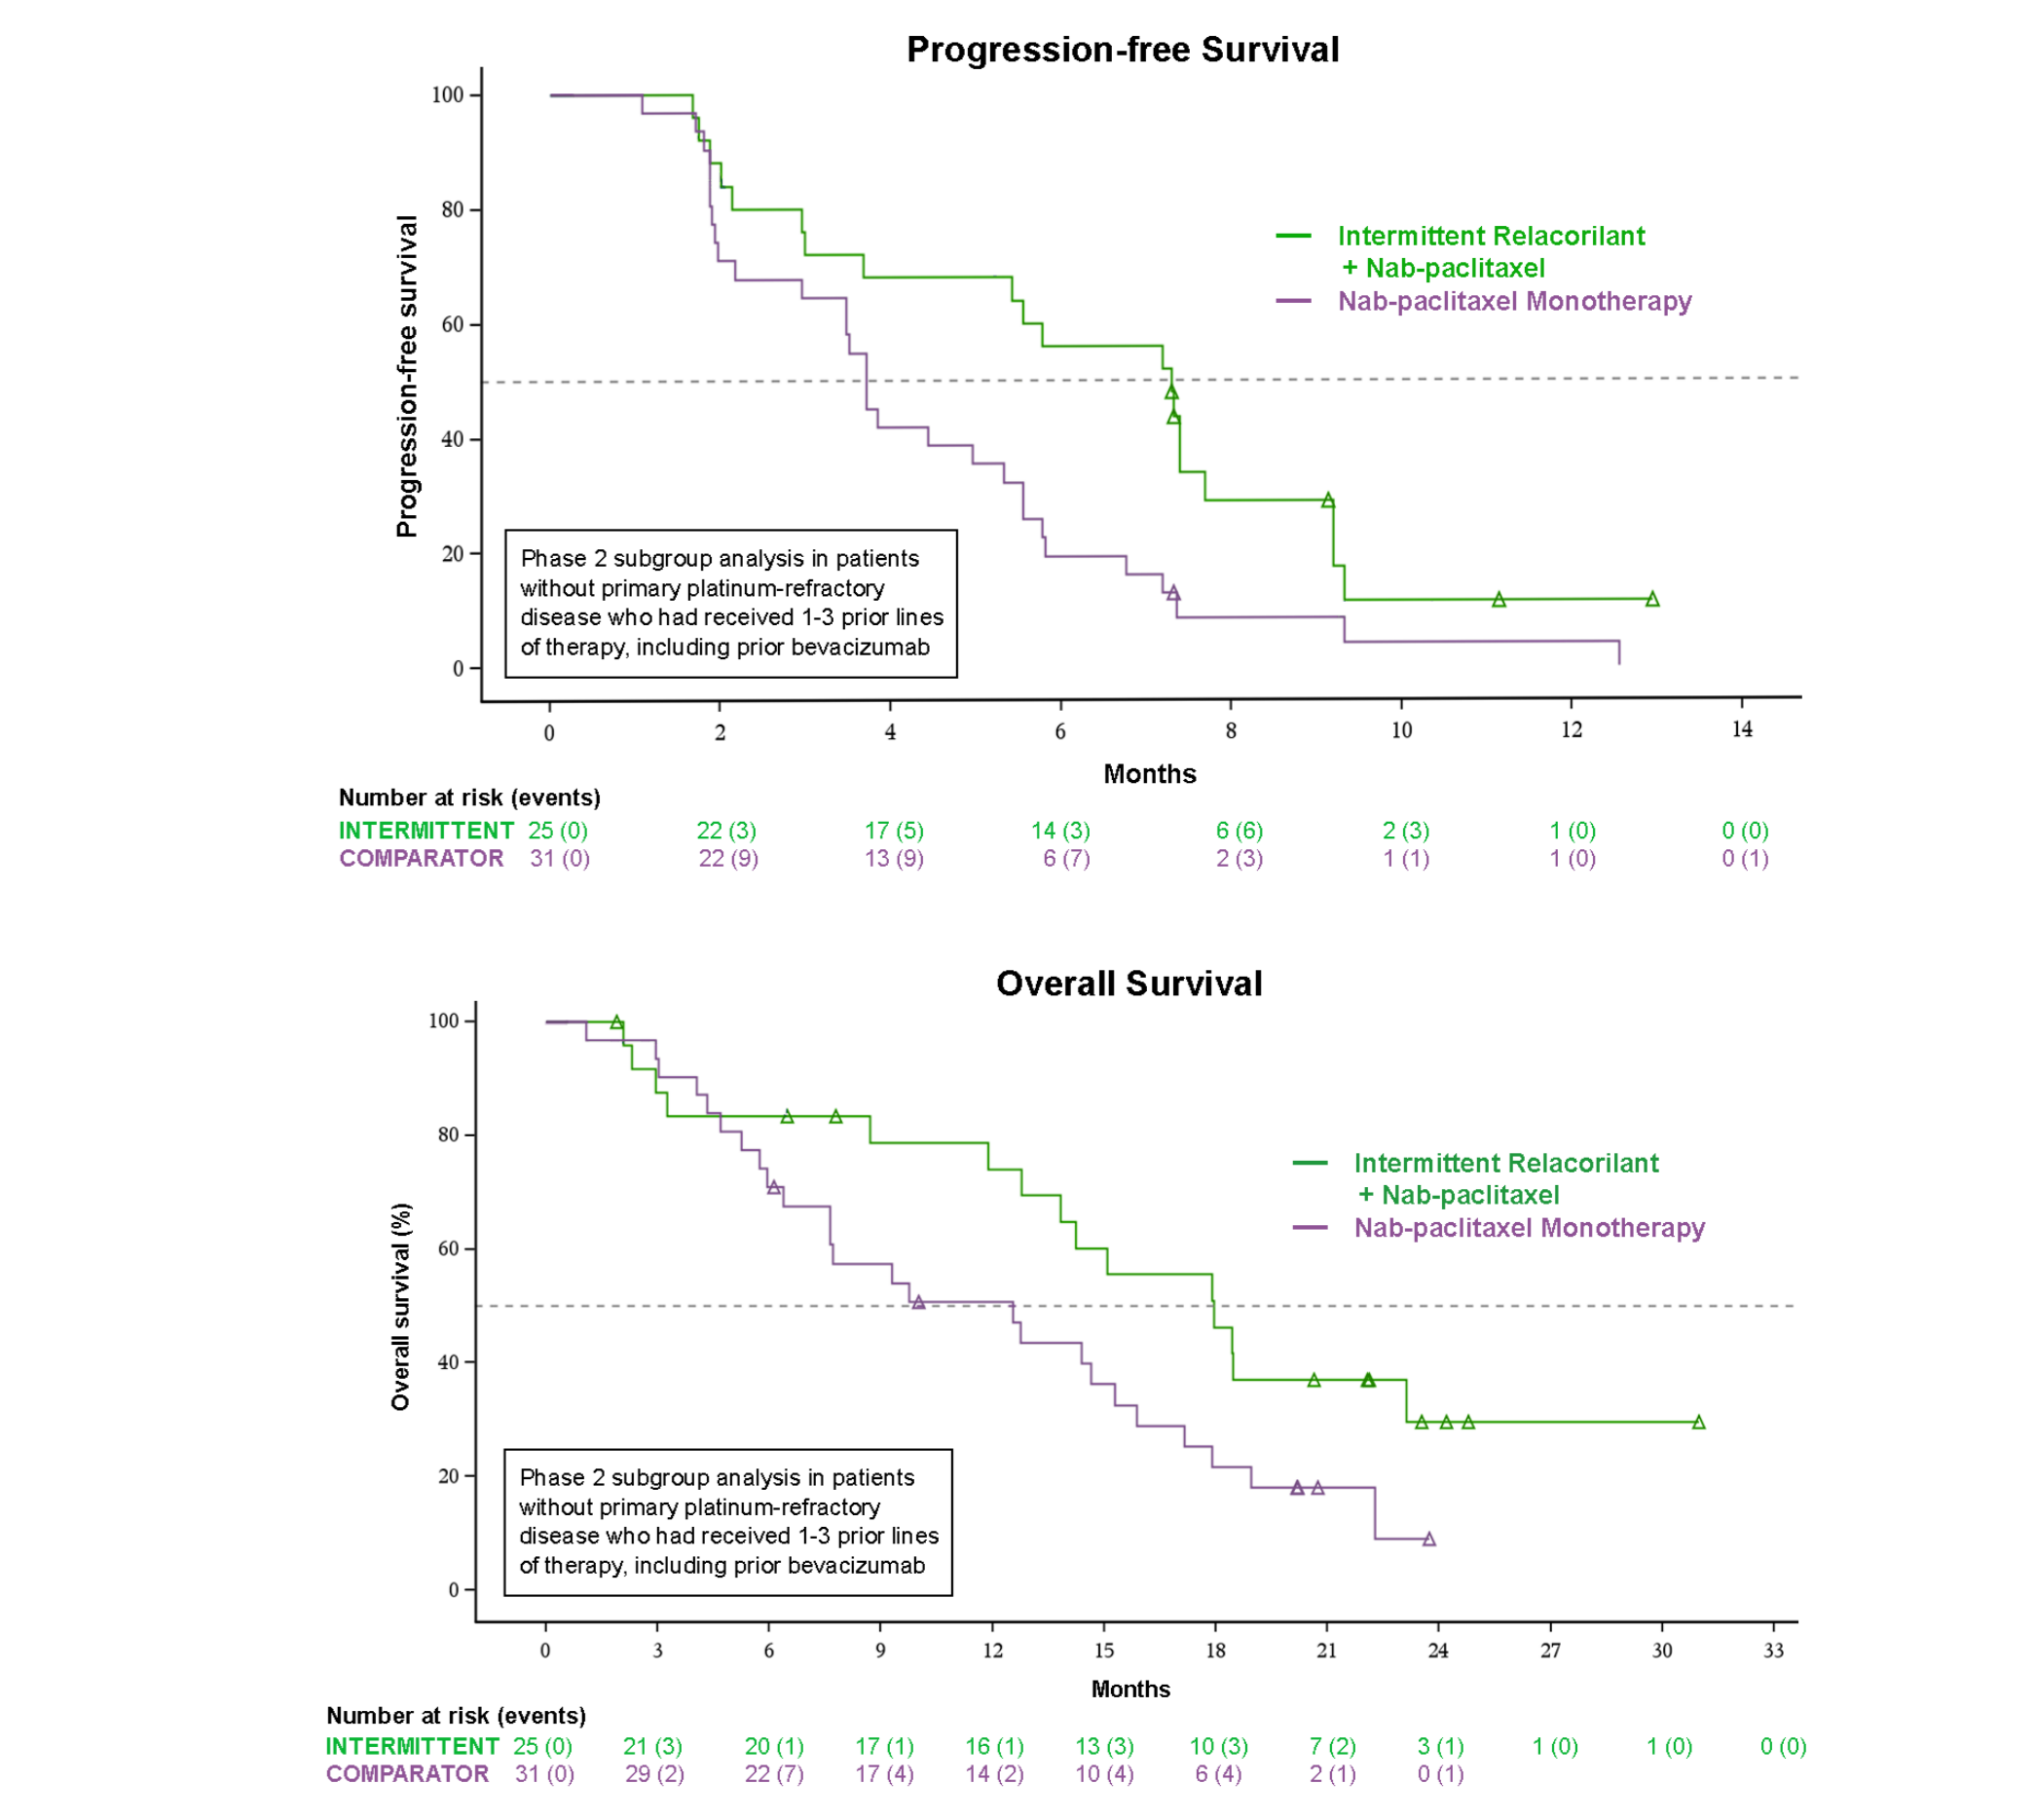 Progression-free Survival
Progression-free survival
100
80
60
40
20
0
Intermittent Relacorilant
+ Nab-paclitaxel
Nab-paclitaxel Monotherapy
Phase 2 subgroup analysis in patients
without primary platinum-refractory
disease who had received 1-3 prior lines
of therapy, including prior bevacizumab
0 2 4 6 8 10 12 14
Months
Number at risk (events)
INTERMITTENT 25 (0) 22 (3) 17 (5) 14 (3) 6 (6) 2 (3) 1 (0) 0 (0)
COMPARATOR 31 (0) 22 (9) 13 (9) 6 (7) 2 (3) 1 (1) 1 (0) 0 (1)
Overall Survival
Overall survival (%)
100
80
60
40
20
0
Intermittent Relacorilant
+ Nab-paclitaxel
Nab-paclitaxel Monotherapy
Phase 2 subgroup analysis in patients
without primary platinum-refractory
disease who had received 1-3 prior lines
of therapy, including prior bevacizumab
0 3 6 9 12 15 18 21 24 27 30 33
Months
Number at risk (events)
INTERMITTENT 25 (0) 21 (3) 20 (1) 17 (1) 16 (1) 13 (3) 10 (3) 7 (2) 3 (1) 1 (0) 1 (0) 0 (0)
COMPARATOR 31 (0) 29 (2) 22 (7) 17 (4) 14 (2) 10 (4) 6 (4) 2 (1) 0 (1)